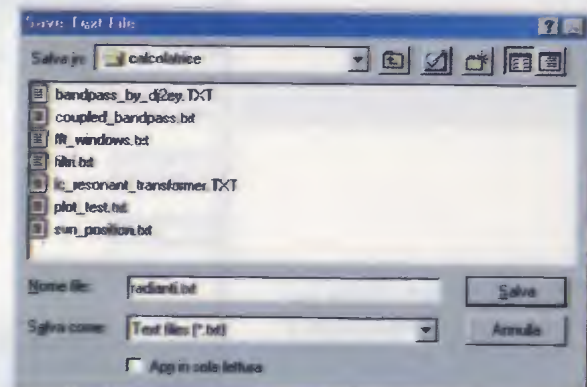 Save Text File
Salva in: calcolatrice
bandpass_by_dj2ey.TXT
coupled_bandpass.txt
fft_windows.txt
filtri.txt
lc_resonant_transformer.TXT
plot_test.txt
sun_position.txt
Nome file: radianti.txt Salva
Salva come: Text files (*.txt) Annulla
Apri in sola lettura